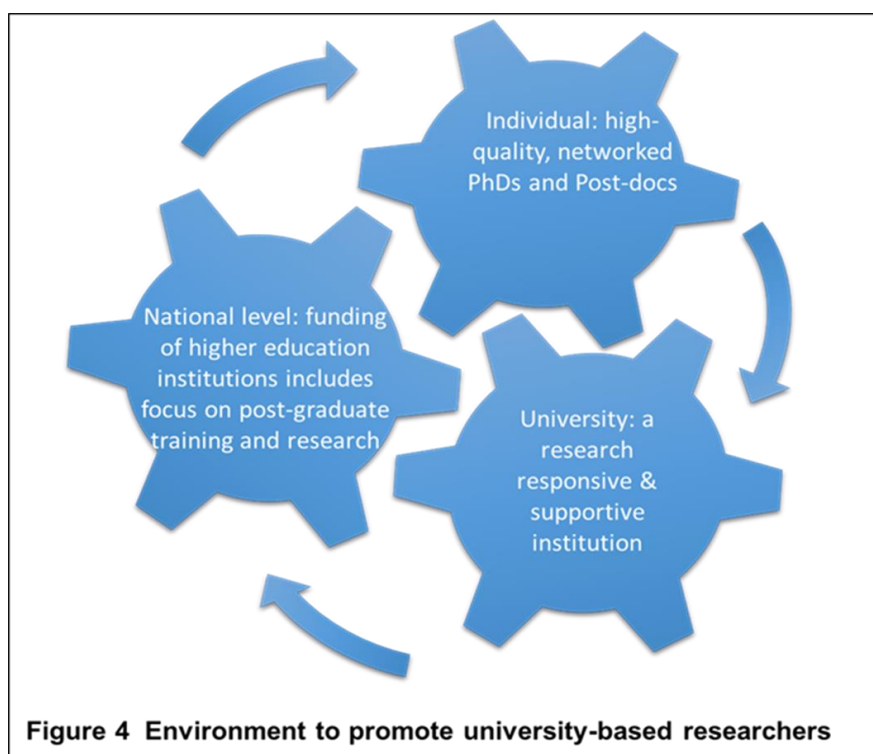 Individual: high-
quality, networked
PhDs and Post-docs
National level: funding
of higher education
institutions includes
focus on post-graduate
training and research
University: a
research
responsive &
supportive
institution
Figure 4 Environment to promote university-based researchers